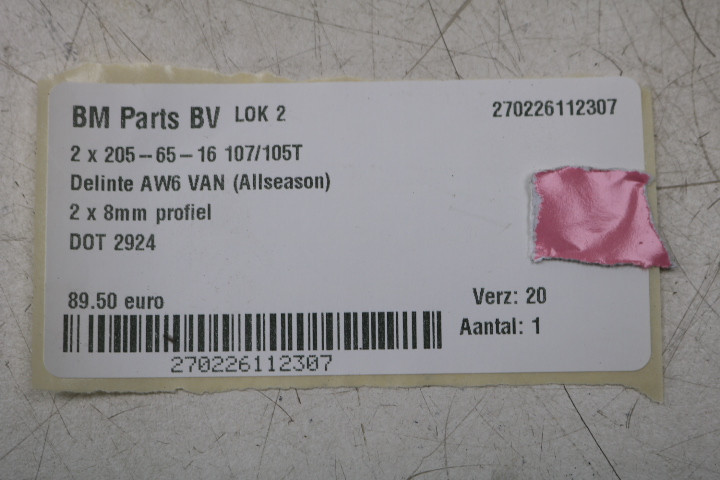 BM Parts BV LOK 2 270226112307
2 x 205-65-16 107/105T
Delinte AW6 VAN (Allseason)
2 x 8mm profiel
DOT 2924
89.50 euro Verz: 20
Aantal: 1
270226112307